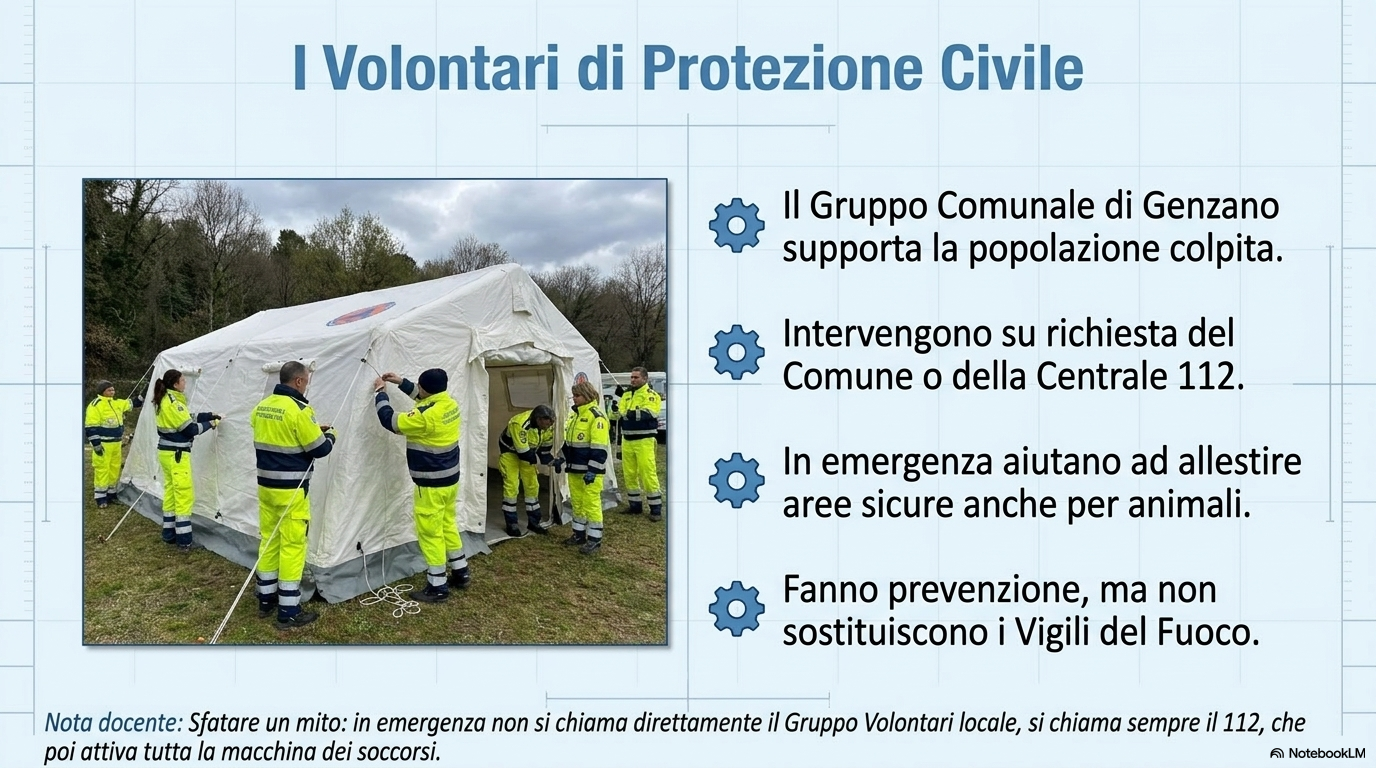 I Volontari di Protezione Civile
Il Gruppo Comunale di Genzano
supporta la popolazione colpita.
Intervengono su richiesta del
Comune o della Centrale 112.
In emergenza aiutano ad allestire
aree sicure anche per animali.
Fanno prevenzione, ma non
sostituiscono i Vigili del Fuoco.
Nota docente: Sfatare un mito: in emergenza non si chiama direttamente il Gruppo Volontari locale, si chiama sempre il 112, che
poi attiva tutta la macchina dei soccorsi.
NotebookLM